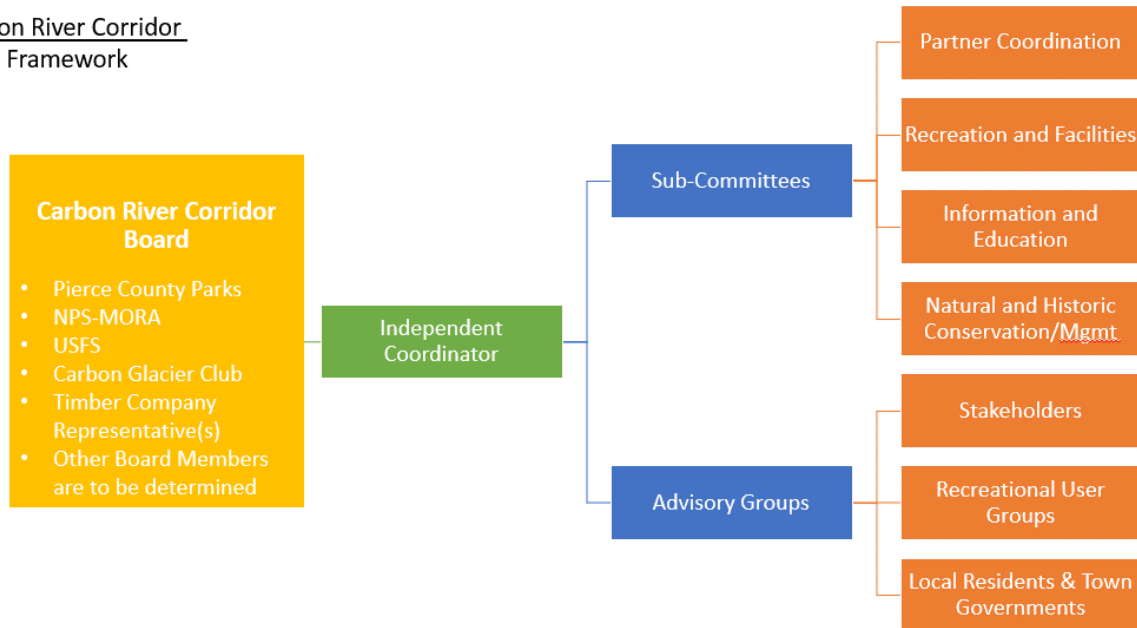 on River Corridor
Framework
Carbon River Corridor
Board
• Pierce County Parks
• NPS-MORA
• USFS
• Carbon Glacier Club
• Timber Company
Representative(s)
• Other Board Members
are to be determined
Independent
Coordinator
Sub-Committees
Advisory Groups
Partner Coordination
Recreation and Facilities
Information and
Education
Natural and Historic
Conservation/Mgmt
Stakeholders
Recreational User
Groups
Local Residents & Town
Governments